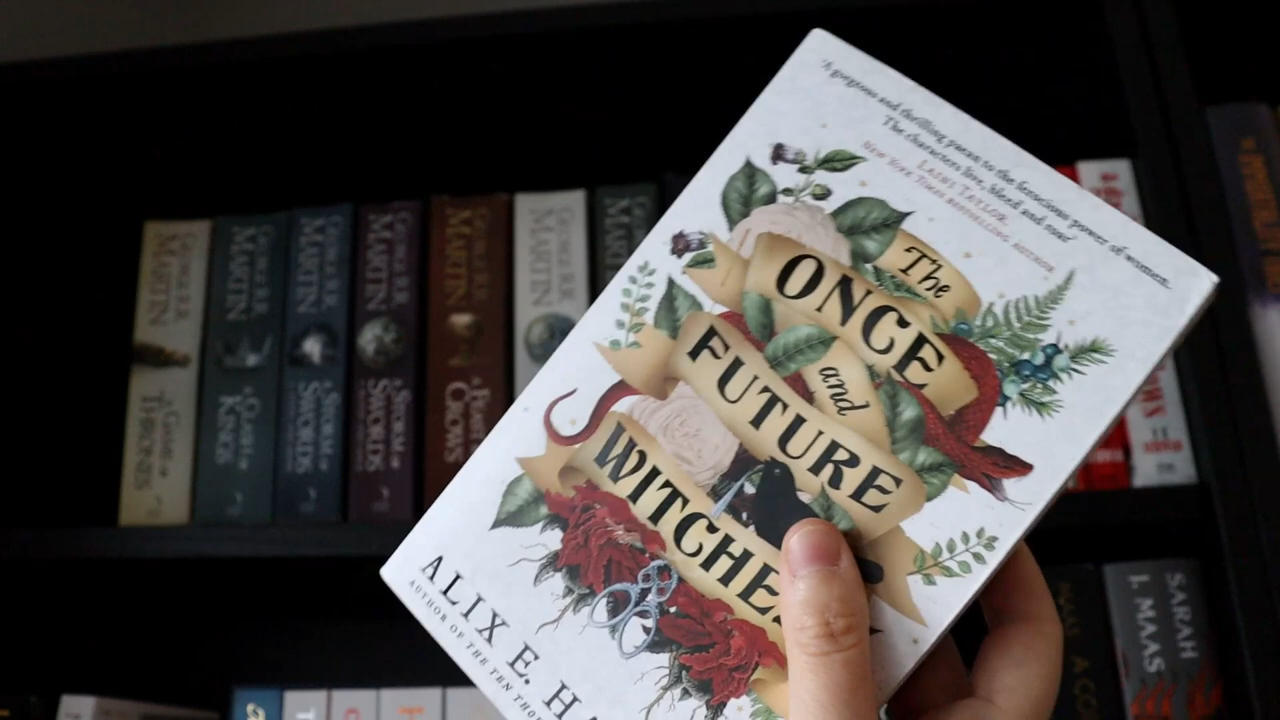 'A gorgeous and thrilling paean to the ferocious power of women.
The characters live, bleed and roar'
LAINI TAYLOR
NEW YORK TIMES BESTSELLING AUTHOR
The
ONCE
and
FUTURE
WITCHE
ALIX E. HA
AUTHOR OF THE TEN THO
GEORGE R.R.
MARTIN
A GAME OF
THRONES
GEORGE R.R.
MARTIN
A CLASH OF
KINGS
GEORGE R.R.
MARTIN
A STORM OF
SWORDS
GEORGE R.R.
MARTIN
A STORM OF
SWORDS
GEORGE R.R.
MARTIN
A FEAST FOR
CROWS
GEORGE R.R.
MARTIN
MARTIN
MAAS
A CO
SARAH
J. MAAS